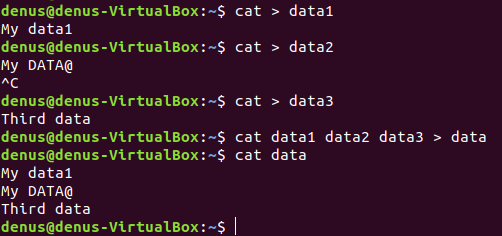 denus@denus-VirtualBox:~$ cat > data1
My data1
denus@denus-VirtualBox:~$ cat > data2
My DATA@
^C
denus@denus-VirtualBox:~$ cat > data3
Third data
denus@denus-VirtualBox:~$ cat data1 data2 data3 > data
denus@denus-VirtualBox:~$ cat data
My data1
My DATA@
Third data
denus@denus-VirtualBox:~$